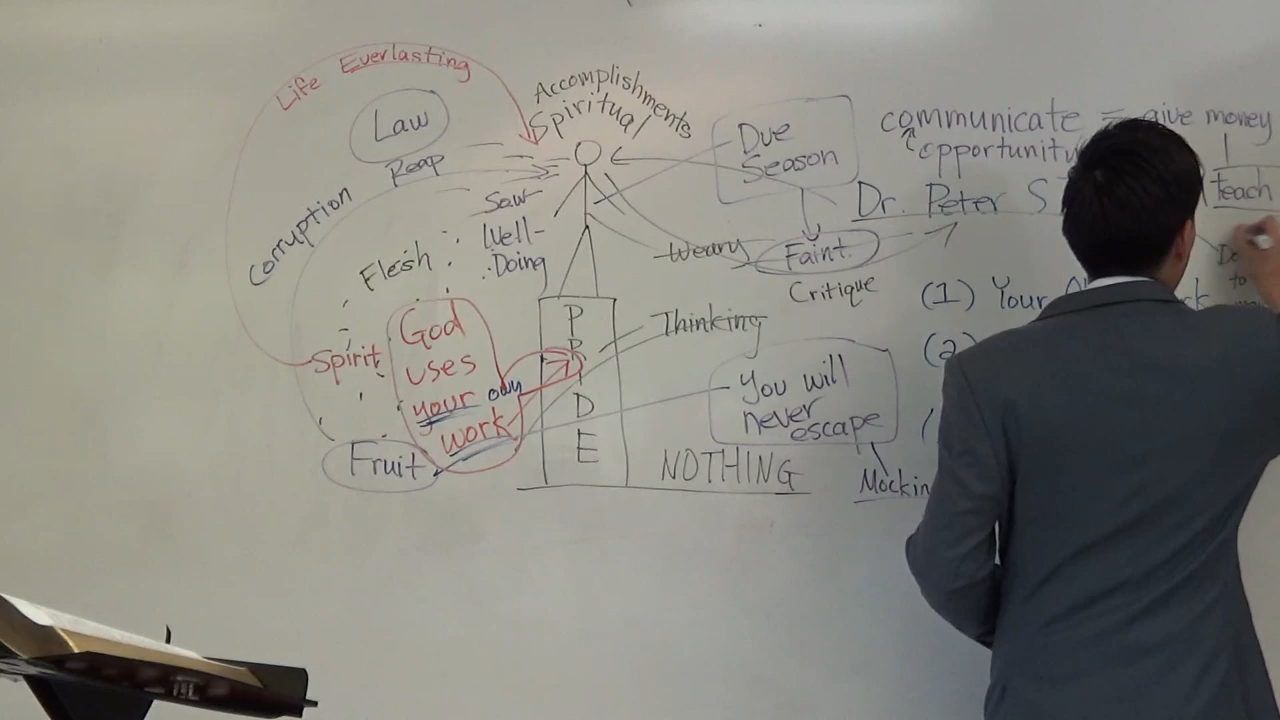 Life Everlasting
Law
Reap
Corruption
Flesh
Spirit
Fruit
God
uses
your own
work
Accomplishments
Spiritual
Sow
Well-
Doing
PRIDE
Thinking
Weary
Due
Season
Faint.
Critique
You will
never
escape
NOTHING
communicate = give money
opportunity
teach
Dr. Peter S
(1) Your
(2)
to